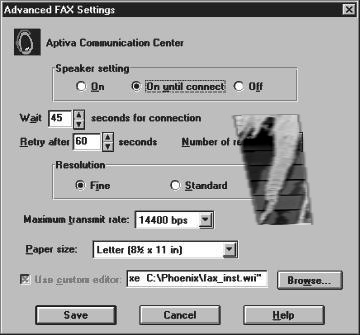 Advanced FAX Settings
Aptiva Communication Center
Speaker setting
On On until connect Off
Wait 45 seconds for connection
Retry after 60 seconds Number of
Resolution
Fine Standard
Maximum transmit rate: 14400 bps
Paper size: Letter (8½ x 11 in)
Use custom editor: xe C:\Phoenix\fax_inst.wri" Browse...
Save Cancel Help